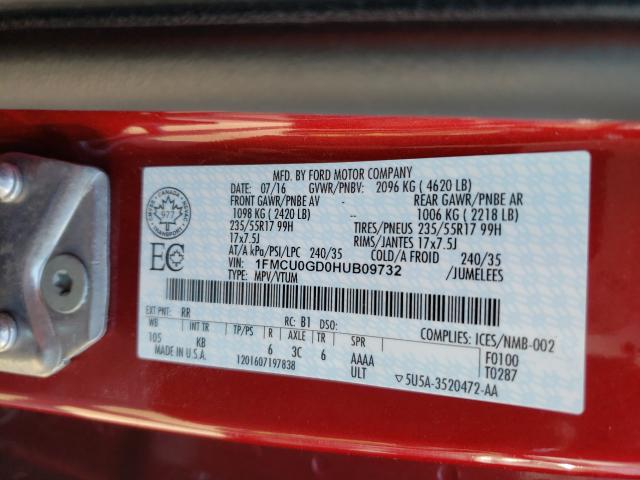 MFD. BY FORD MOTOR COMPANY
DATE: 07/16 GVWR/PNBV: 2096 KG ( 4620 LB)
FRONT GAWR/PNBE AV -- REAR GAWR/PNBE AR
1098 KG ( 2420 LB) 1006 KG ( 2218 LB)
235/55R17 99H TIRES/PNEUS 235/55R17 99H
17x7.5J RIMS/JANTES 17x7.5J
AT/A kPa/PSI/LPC 240/35 COLD/A FROID 240/35
VIN: 1FMCU0GD0HUB09732 /JUMELEES
TYPE: MPV/VTUM
CANADA
977
TRANSPORT
EC
EXT PNT: RR RC: B1 DSO: COMPLIES: ICES/NMB-002
WB INT TR TP/PS R AXLE TR SPR F0100
105 KB 6 3C 6 AAAA T0287
MADE IN U.S.A. 1201607197838 ULT ▽5U5A-3520472-AA